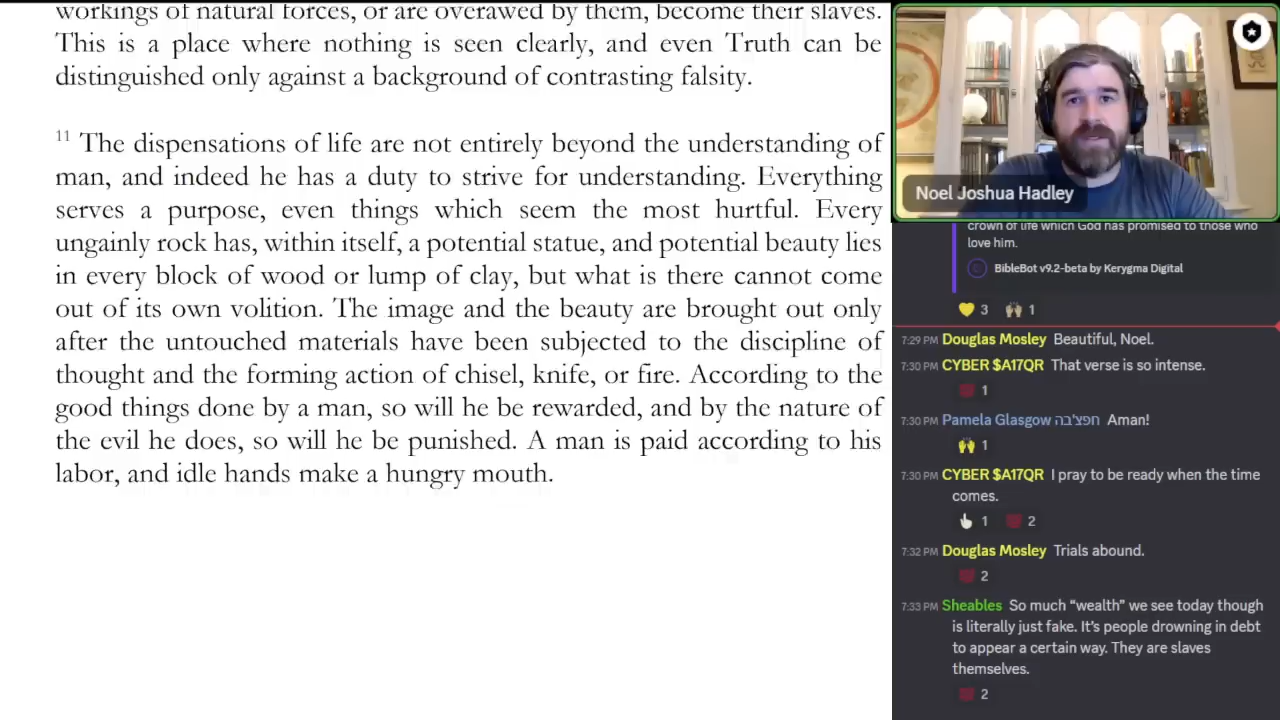 workings of natural forces, or are overawed by them, become their slaves.
This is a place where nothing is seen clearly, and even Truth can be
distinguished only against a background of contrasting falsity.
11 The dispensations of life are not entirely beyond the understanding of
man, and indeed he has a duty to strive for understanding. Everything
serves a purpose, even things which seem the most hurtful. Every
ungainly rock has, within itself, a potential statue, and potential beauty lies
in every block of wood or lump of clay, but what is there cannot come
out of its own volition. The image and the beauty are brought out only
after the untouched materials have been subjected to the discipline of
thought and the forming action of chisel, knife, or fire. According to the
good things done by a man, so will he be rewarded, and by the nature of
the evil he does, so will he be punished. A man is paid according to his
labor, and idle hands make a hungry mouth.
Noel Joshua Hadley
crown of life which God has promised to those who
love him.
BibleBot v9.2-beta by Kerygma Digital
3 1
7:29 PM Douglas Mosley Beautiful, Noel.
7:30 PM CYBER $A17QR That verse is so intense.
1
7:30 PM Pamela Glasgow חפצ'בה Aman!
1
7:30 PM CYBER $A17QR I pray to be ready when the time
comes.
1 2
7:32 PM Douglas Mosley Trials abound.
2
7:33 PM Sheables So much “wealth” we see today though
is literally just fake. It’s people drowning in debt
to appear a certain way. They are slaves
themselves.
2